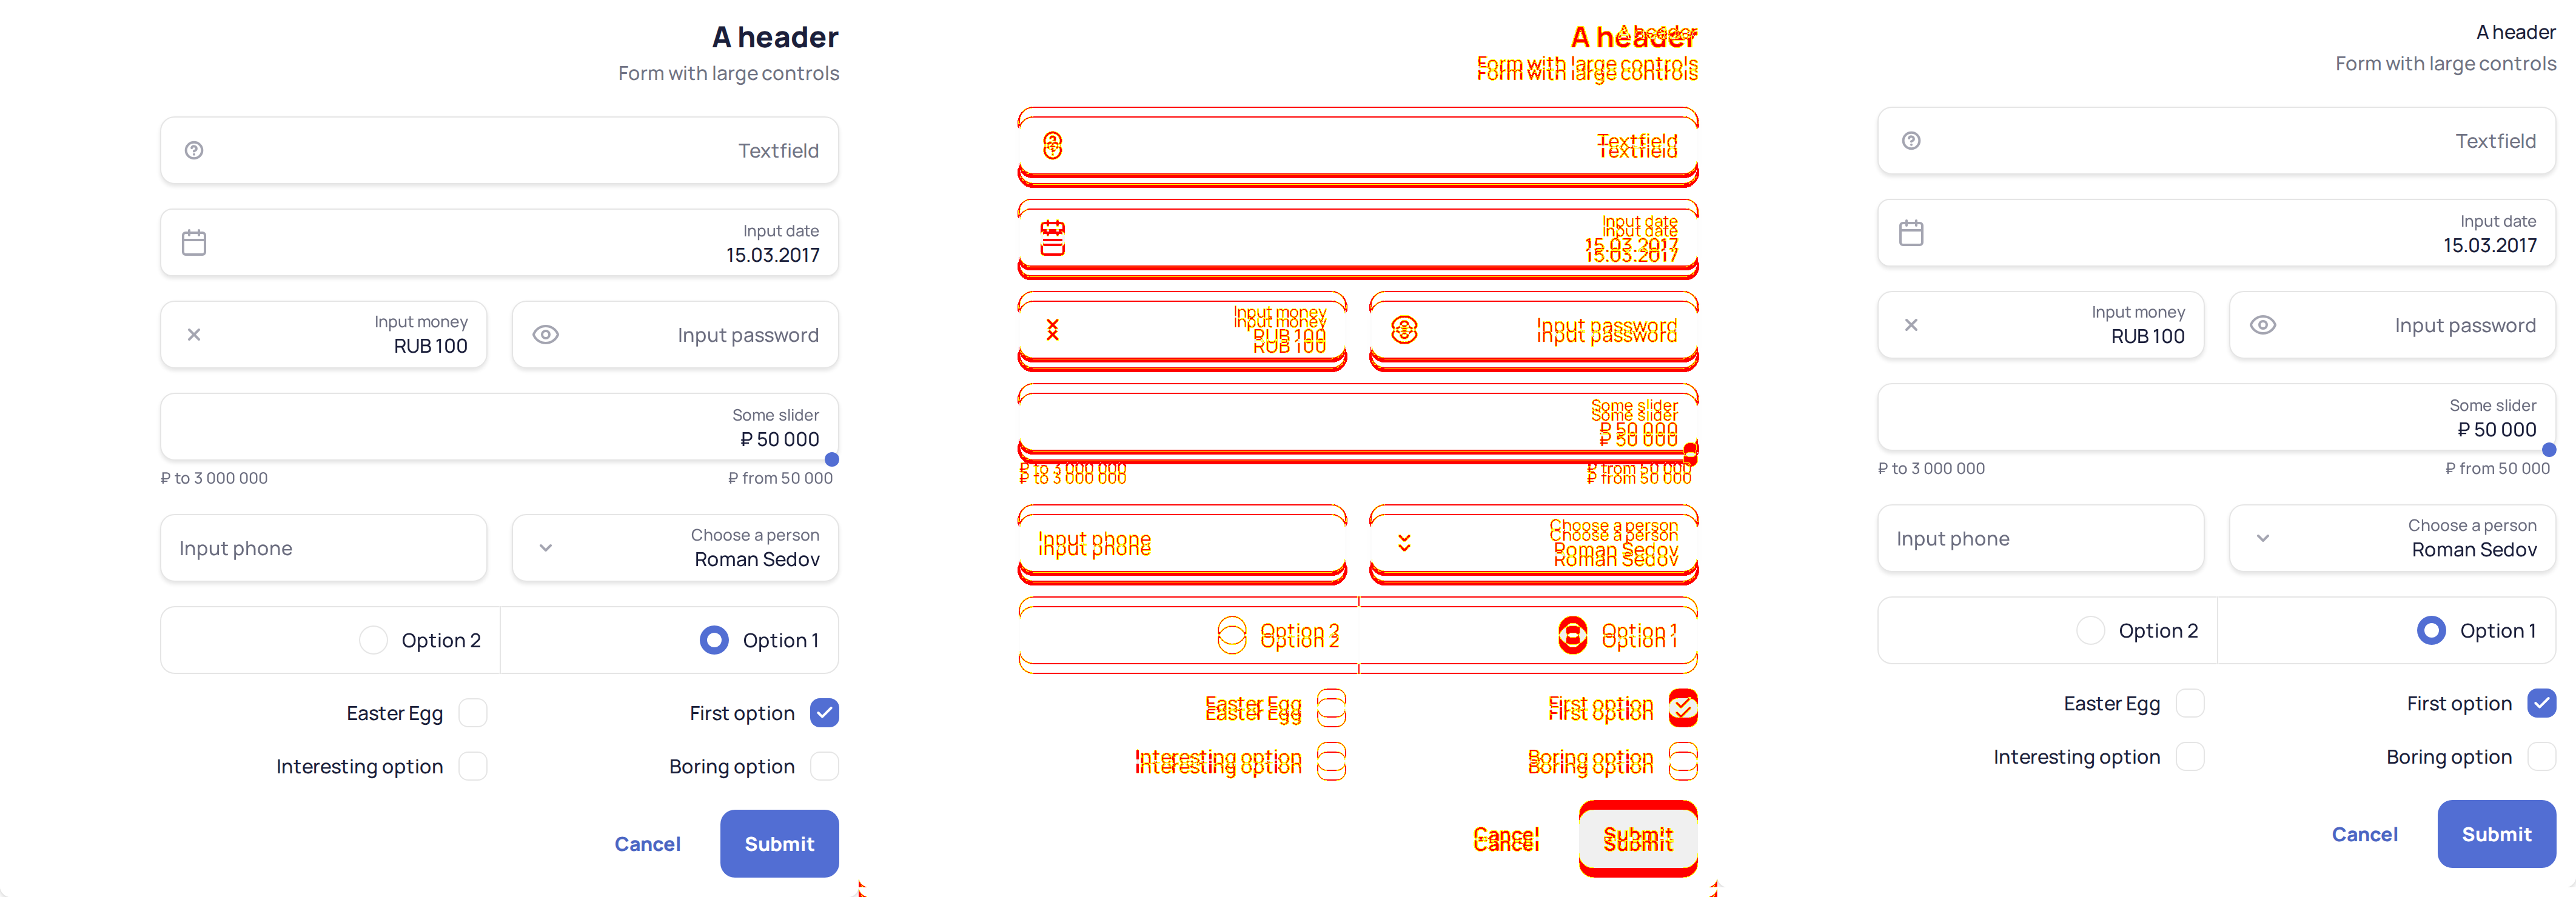 A header
Form with large controls
Textfield
Input date
15.03.2017
Input money
RUB 100
Input password
Some slider
₽ 50 000
₽ to 3 000 000
₽ from 50 000
Input phone
Choose a person
Roman Sedov
Option 2
Option 1
Easter Egg
First option
Interesting option
Boring option
Cancel
Submit
A header
A header
Form with large controls
Form with large controls
Textfield
Textfield
Input date
Input date
15.03.2017
15.03.2017
Input money
Input money
RUB 100
RUB 100
Input password
Input password
Some slider
Some slider
₽ 50 000
₽ 50 000
₽ to 3 000 000
₽ to 3 000 000
₽ from 50 000
₽ from 50 000
Input phone
Input phone
Choose a person
Choose a person
Roman Sedov
Roman Sedov
Option 2
Option 2
Option 1
Option 1
Easter Egg
Easter Egg
First option
First option
Interesting option
Interesting option
Boring option
Boring option
Cancel
Cancel
Submit
Submit
A header
Form with large controls
Textfield
Input date
15.03.2017
Input money
RUB 100
Input password
Some slider
₽ 50 000
₽ to 3 000 000
₽ from 50 000
Input phone
Choose a person
Roman Sedov
Option 2
Option 1
Easter Egg
First option
Interesting option
Boring option
Cancel
Submit